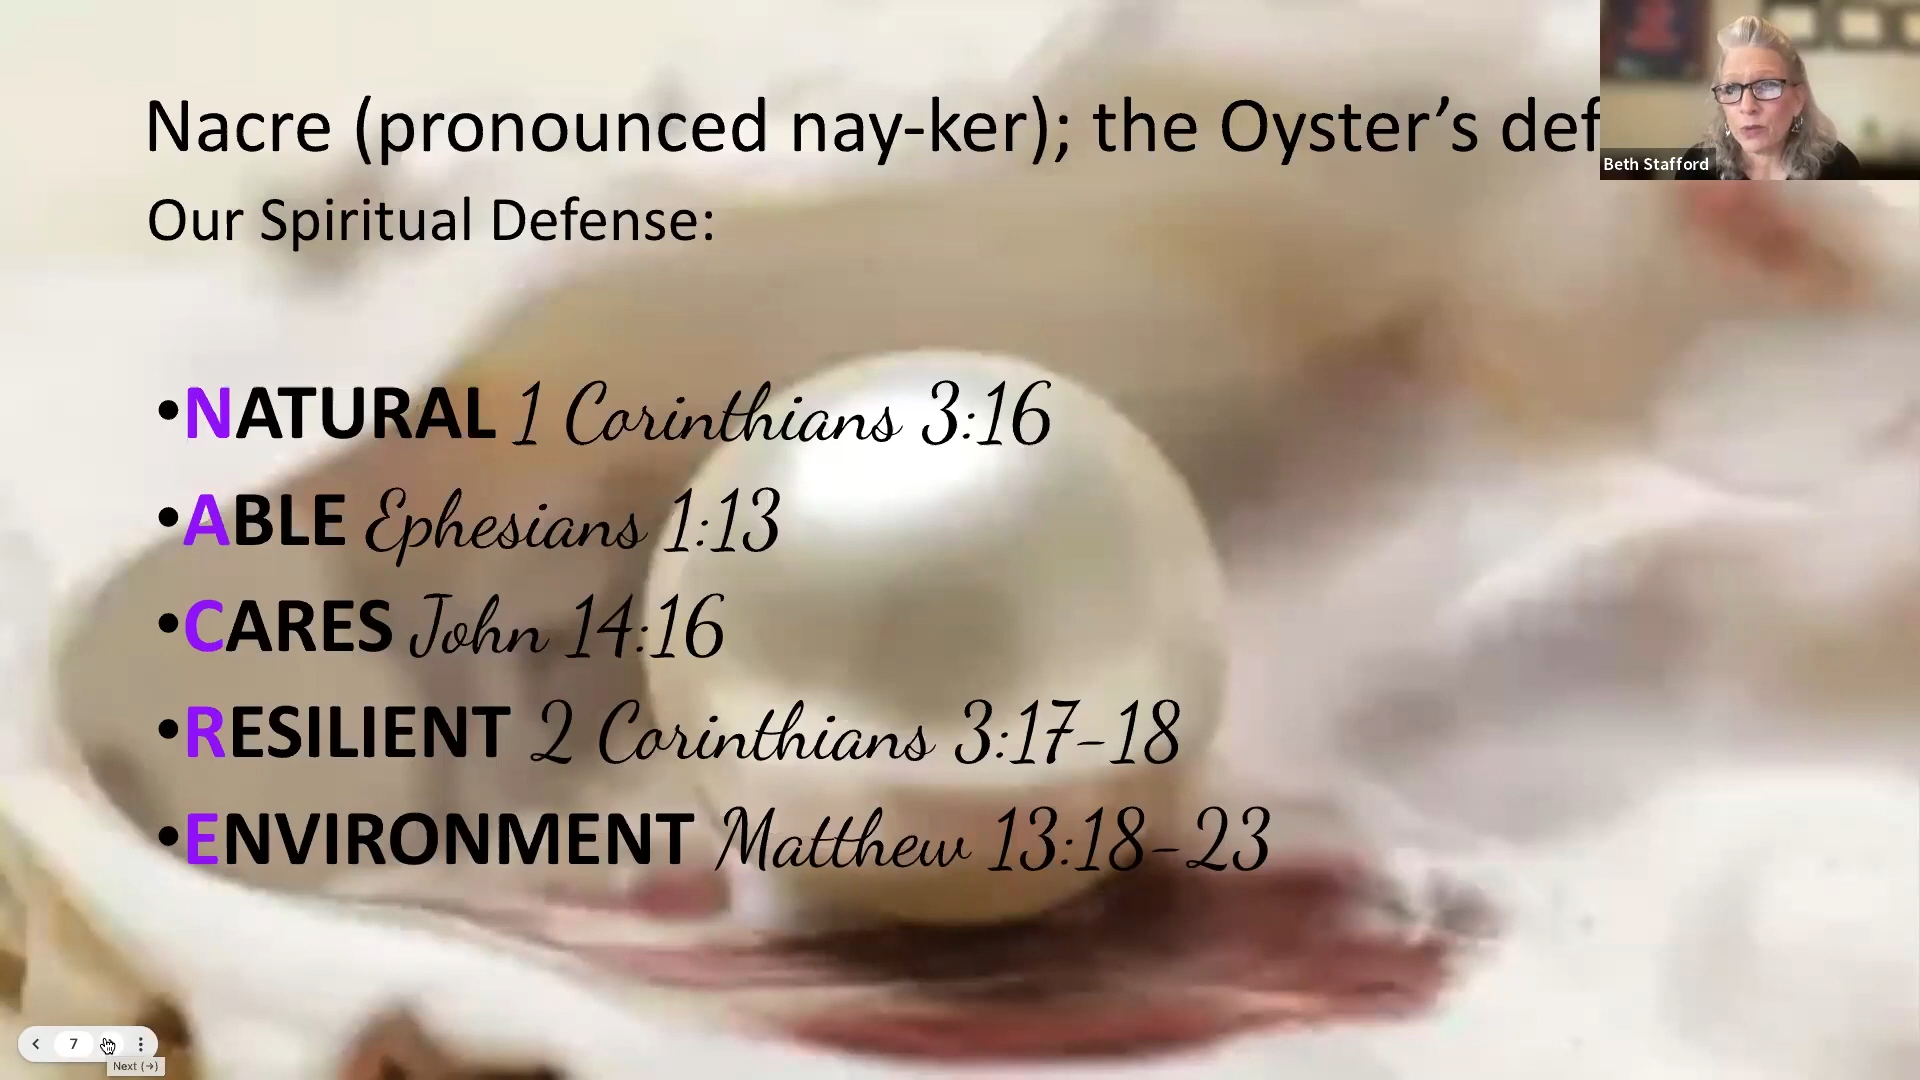 Nacre (pronounced nay-ker); the Oyster’s def
Beth Stafford
Our Spiritual Defense:
•NATURAL 1 Corinthians 3:16
•ABLE Ephesians 1:13
•CARES John 14:16
•RESILIENT 2 Corinthians 3:17-18
•ENVIRONMENT Matthew 13:18-23
7
Next (→)